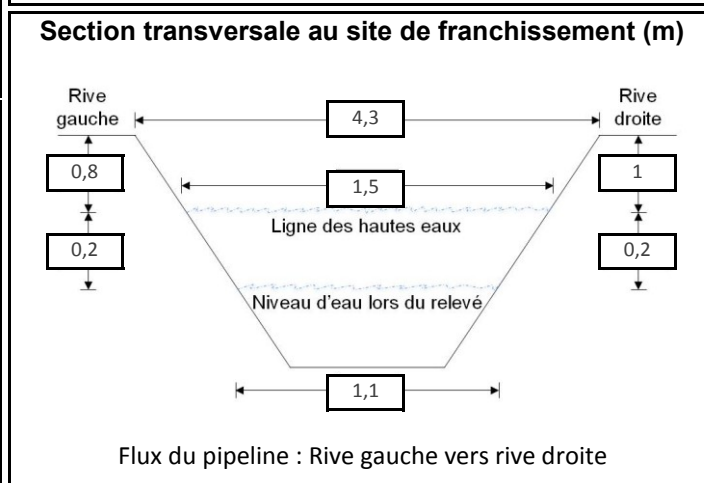 Section transversale au site de franchissement (m)
Rive
gauche
4,3
Rive
droite
0,8
1,5
1
Ligne des hautes eaux
0,2
0,2
Niveau d'eau lors du relevé
1,1
Flux du pipeline : Rive gauche vers rive droite